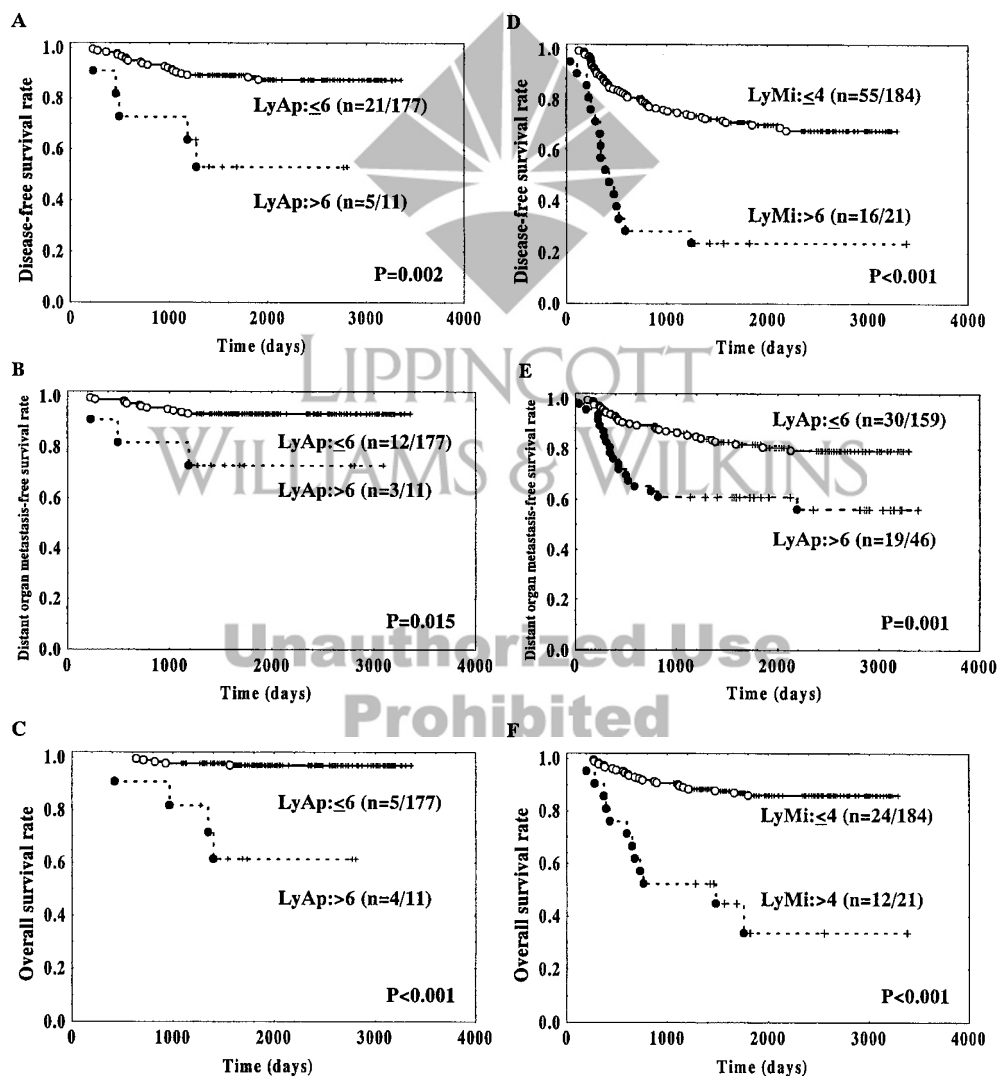 A
Disease-free survival rate
1.0
0.8
0.6
0.4
0.2
0.0
LyAp:≤6 (n=21/177)
LyAp:>6 (n=5/11)
P=0.002
0 1000 2000 3000 4000
Time (days)
D
Disease-free survival rate
1.0
0.8
0.6
0.4
0.2
0.0
LyMi:≤4 (n=55/184)
LyMi:>6 (n=16/21)
P<0.001
0 1000 2000 3000 4000
Time (days)
LIPPINCOTT
WILLIAMS & WILKINS
B
Distant organ metastasis-free survival rate
1.0
0.8
0.6
0.4
0.2
0.0
LyAp:≤6 (n=12/177)
LyAp:>6 (n=3/11)
P=0.015
0 1000 2000 3000 4000
Time (days)
E
Distant organ metastasis-free survival rate
1.0
0.8
0.6
0.4
0.2
0.0
LyAp:≤6 (n=30/159)
LyAp:>6 (n=19/46)
P=0.001
0 1000 2000 3000 4000
Time (days)
Unauthorized Use
Prohibited
C
Overall survival rate
1.0
0.8
0.6
0.4
0.2
0.0
LyAp:≤6 (n=5/177)
LyAp:>6 (n=4/11)
P<0.001
0 1000 2000 3000 4000
Time (days)
F
Overall survival rate
1.0
0.8
0.6
0.4
0.2
0.0
LyMi:≤4 (n=24/184)
LyMi:>4 (n=12/21)
P<0.001
0 1000 2000 3000 4000
Time (days)